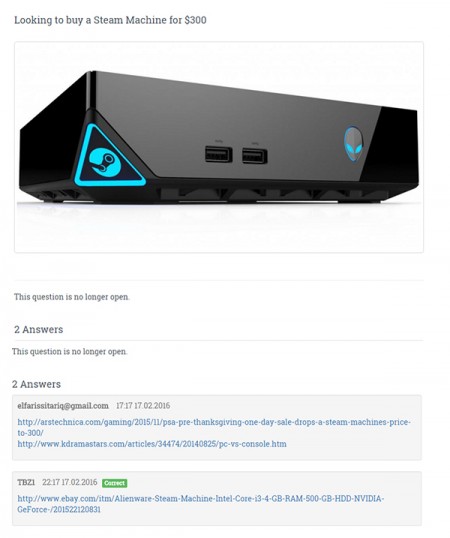 Looking to buy a Steam Machine for $300
This question is no longer open.
2 Answers
This question is no longer open.
2 Answers
elfarissitariq@gmail.com 17:17 17.02.2016
http://arstechnica.com/gaming/2015/11/psa-pre-thanksgiving-one-day-sale-drops-a-steam-machines-price-
to-300/
http://www.kdramastars.com/articles/34474/20140825/pc-vs-console.htm
TBZ1 22:17 17.02.2016 Correct
http://www.ebay.com/itm/Alienware-Steam-Machine-Intel-Core-i3-4-GB-RAM-500-GB-HDD-NVIDIA-
GeForce-/201522120831